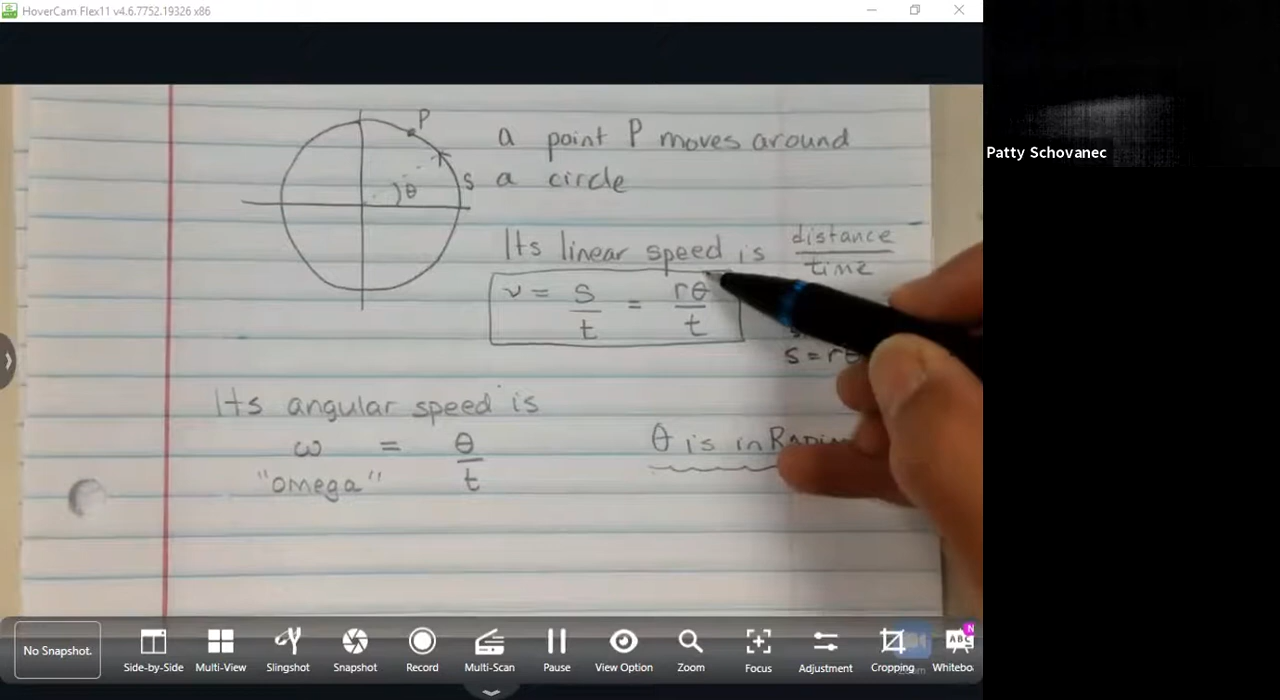 HoverCam Flex11 v4.6.7752.19326 x86
Patty Schovanec
P
a point P moves around
s a circle
θ
Its linear speed is distance / time
v = s/t = rθ/t
s = rθ
Its angular speed is
ω = θ/t
θ is in
"omega"
No Snapshot.
Side-by-Side Multi-View Slingshot Snapshot Record Multi-Scan Pause View Option Zoom Focus Adjustment Cropping
N
ABC